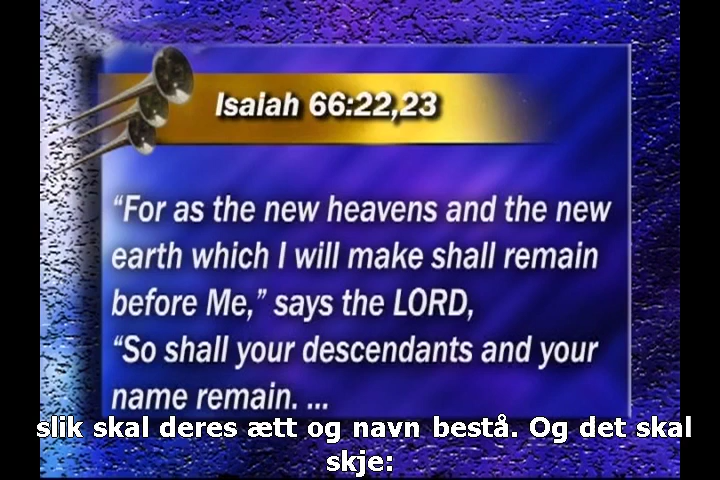 Isaiah 66:22,23
“For as the new heavens and the new
earth which I will make shall remain
before Me,” says the LORD,
“So shall your descendants and your
name remain. ...
slik skal deres ætt og navn bestå. Og det skal
skje: